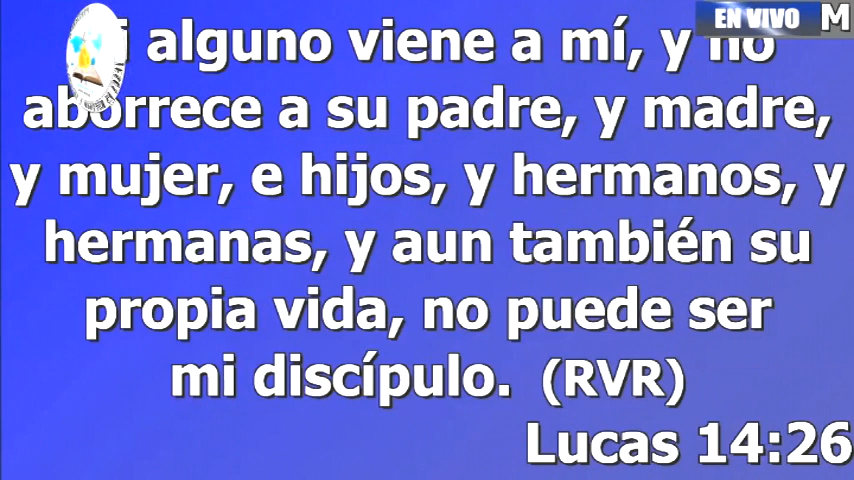 EN VIVO M
i alguno viene a mí, y no
aborrece a su padre, y madre,
y mujer, e hijos, y hermanos, y
hermanas, y aun también su
propia vida, no puede ser
mi discípulo. (RVR)
Lucas 14:26